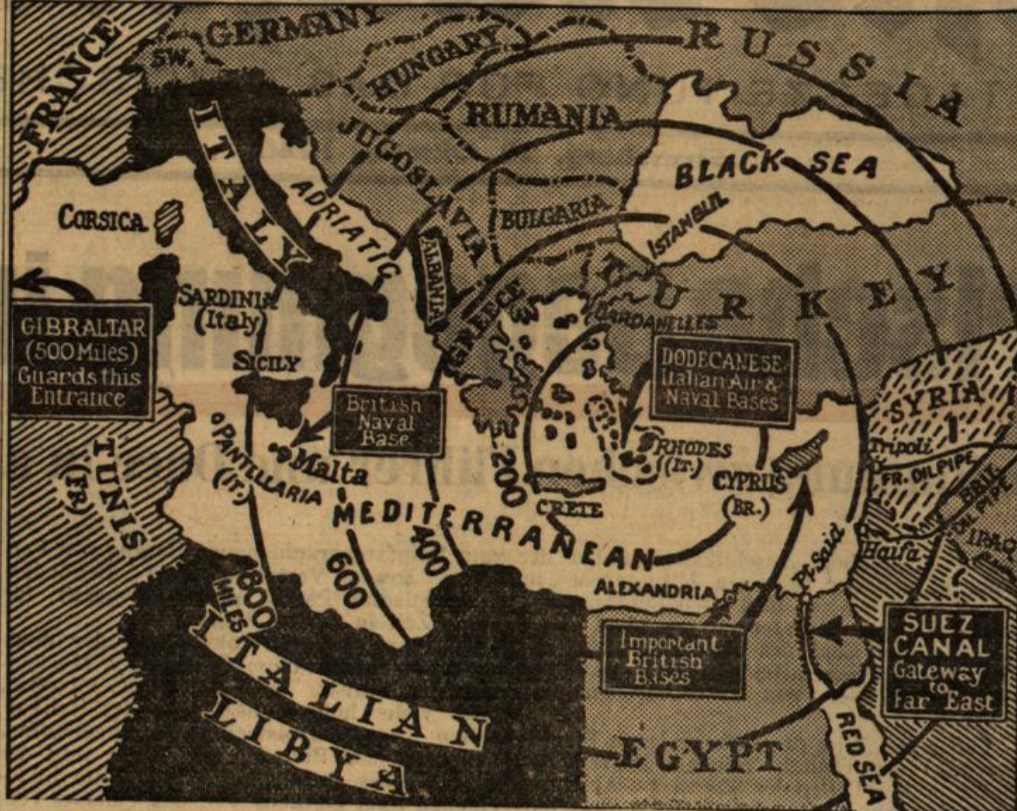 FRANCE
GERMANY
SW.
HUNGARY
RUSSIA
RUMANIA
JUGOSLAVIA
ITALY
ADRIATIC
BLACK SEA
CORSICA
BULGARIA
ISTANBUL
ALBANIA
SARDINIA
(Italy)
GREECE
TURKEY
DARDANELLES
GIBRALTAR
(500 Miles)
Guards this
Entrance
SICILY
DODECANESE
Italian Air &
Naval Bases
British
Naval
Base
SYRIA
Tripoli
FR. OIL PIPE
TUNIS
(FR.)
PANTELLARIA
(IT.)
Malta
RHODES
(IT.)
CYPRUS
(BR.)
CRETE
200
400
600
800
MILES
MEDITERRANEAN
Haifa
Pt. Said
ALEXANDRIA
Important
British
Bises
SUEZ
CANAL
Gateway
to
Far East
ITALIAN
LIBYA
EGYPT
RED SEA